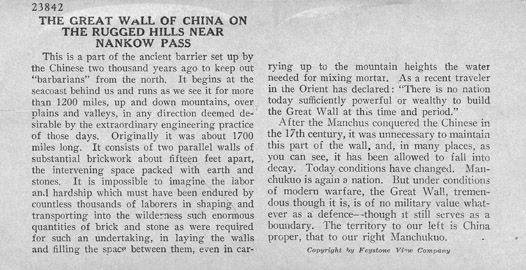 23842
THE GREAT WALL OF CHINA ON
THE RUGGED HILLS NEAR
NANKOW PASS
This is a part of the ancient barrier set up by
the Chinese two thousand years ago to keep out
"barbarians" from the north. It begins at the
seacoast behind us and runs as we see it for more
than 1200 miles, up and down mountains, over
plains and valleys, in any direction deemed de-
sirable by the extraordinary engineering practice
of those days. Originally it was about 1700
miles long. It consists of two parallel walls of
substantial brickwork about fifteen feet apart,
the intervening space packed with earth and
stones. It is impossible to imagine the labor
and hardship which must have been endured by
countless thousands of laborers in shaping and
transporting into the wilderness such enormous
quantities of brick and stone as were required
for such an undertaking, in laying the walls
and filling the space between them, even in car-
rying up to the mountain heights the water
needed for mixing mortar. As a recent traveler
in the Orient has declared: "There is no nation
today sufficiently powerful or wealthy to build
the Great Wall at this time and period."
After the Manchus conquered the Chinese in
the 17th century, it was unnecessary to maintain
this part of the wall, and, in many places, as
you can see, it has been allowed to fall into
decay. Today conditions have changed. Man-
chukuo is again a nation. But under conditions
of modern warfare, the Great Wall, tremen-
dous though it is, is of no military value what-
ever as a defence—though it still serves as a
boundary. The territory to our left is China
proper, that to our right Manchukuo.
Copyright by Keystone View Company